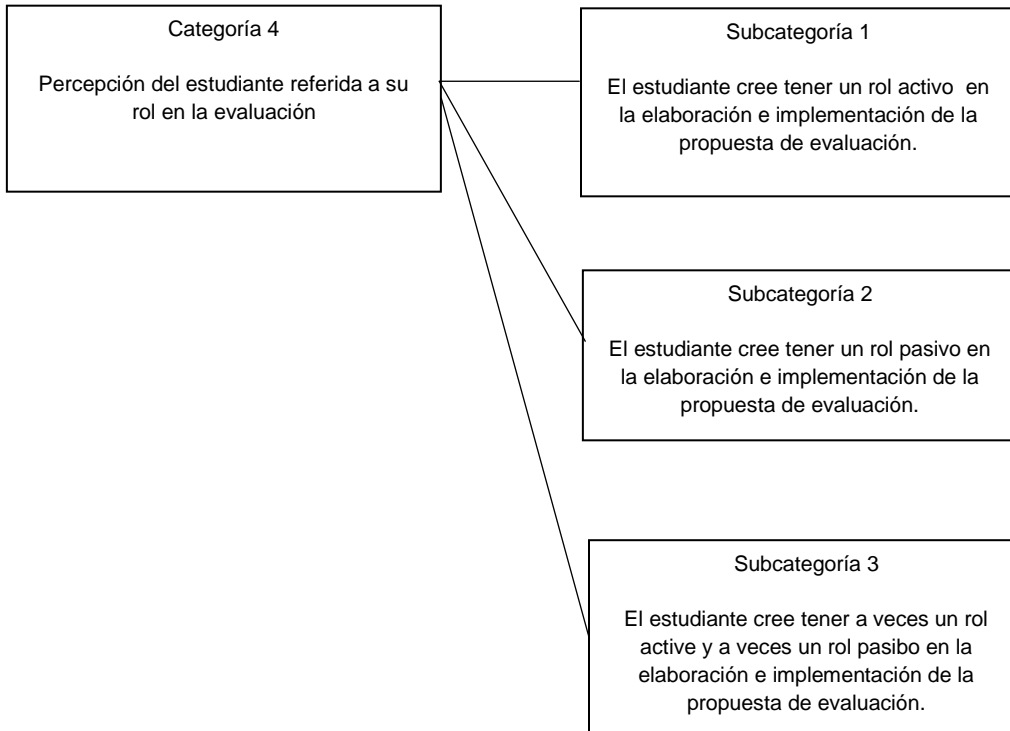 Categoría 4
Percepción del estudiante referida a su
rol en la evaluación
Subcategoría 1
El estudiante cree tener un rol activo en
la elaboración e implementación de la
propuesta de evaluación.
Subcategoría 2
El estudiante cree tener un rol pasivo en
la elaboración e implementación de la
propuesta de evaluación.
Subcategoría 3
El estudiante cree tener a veces un rol
active y a veces un rol pasibo en la
elaboración e implementación de la
propuesta de evaluación.